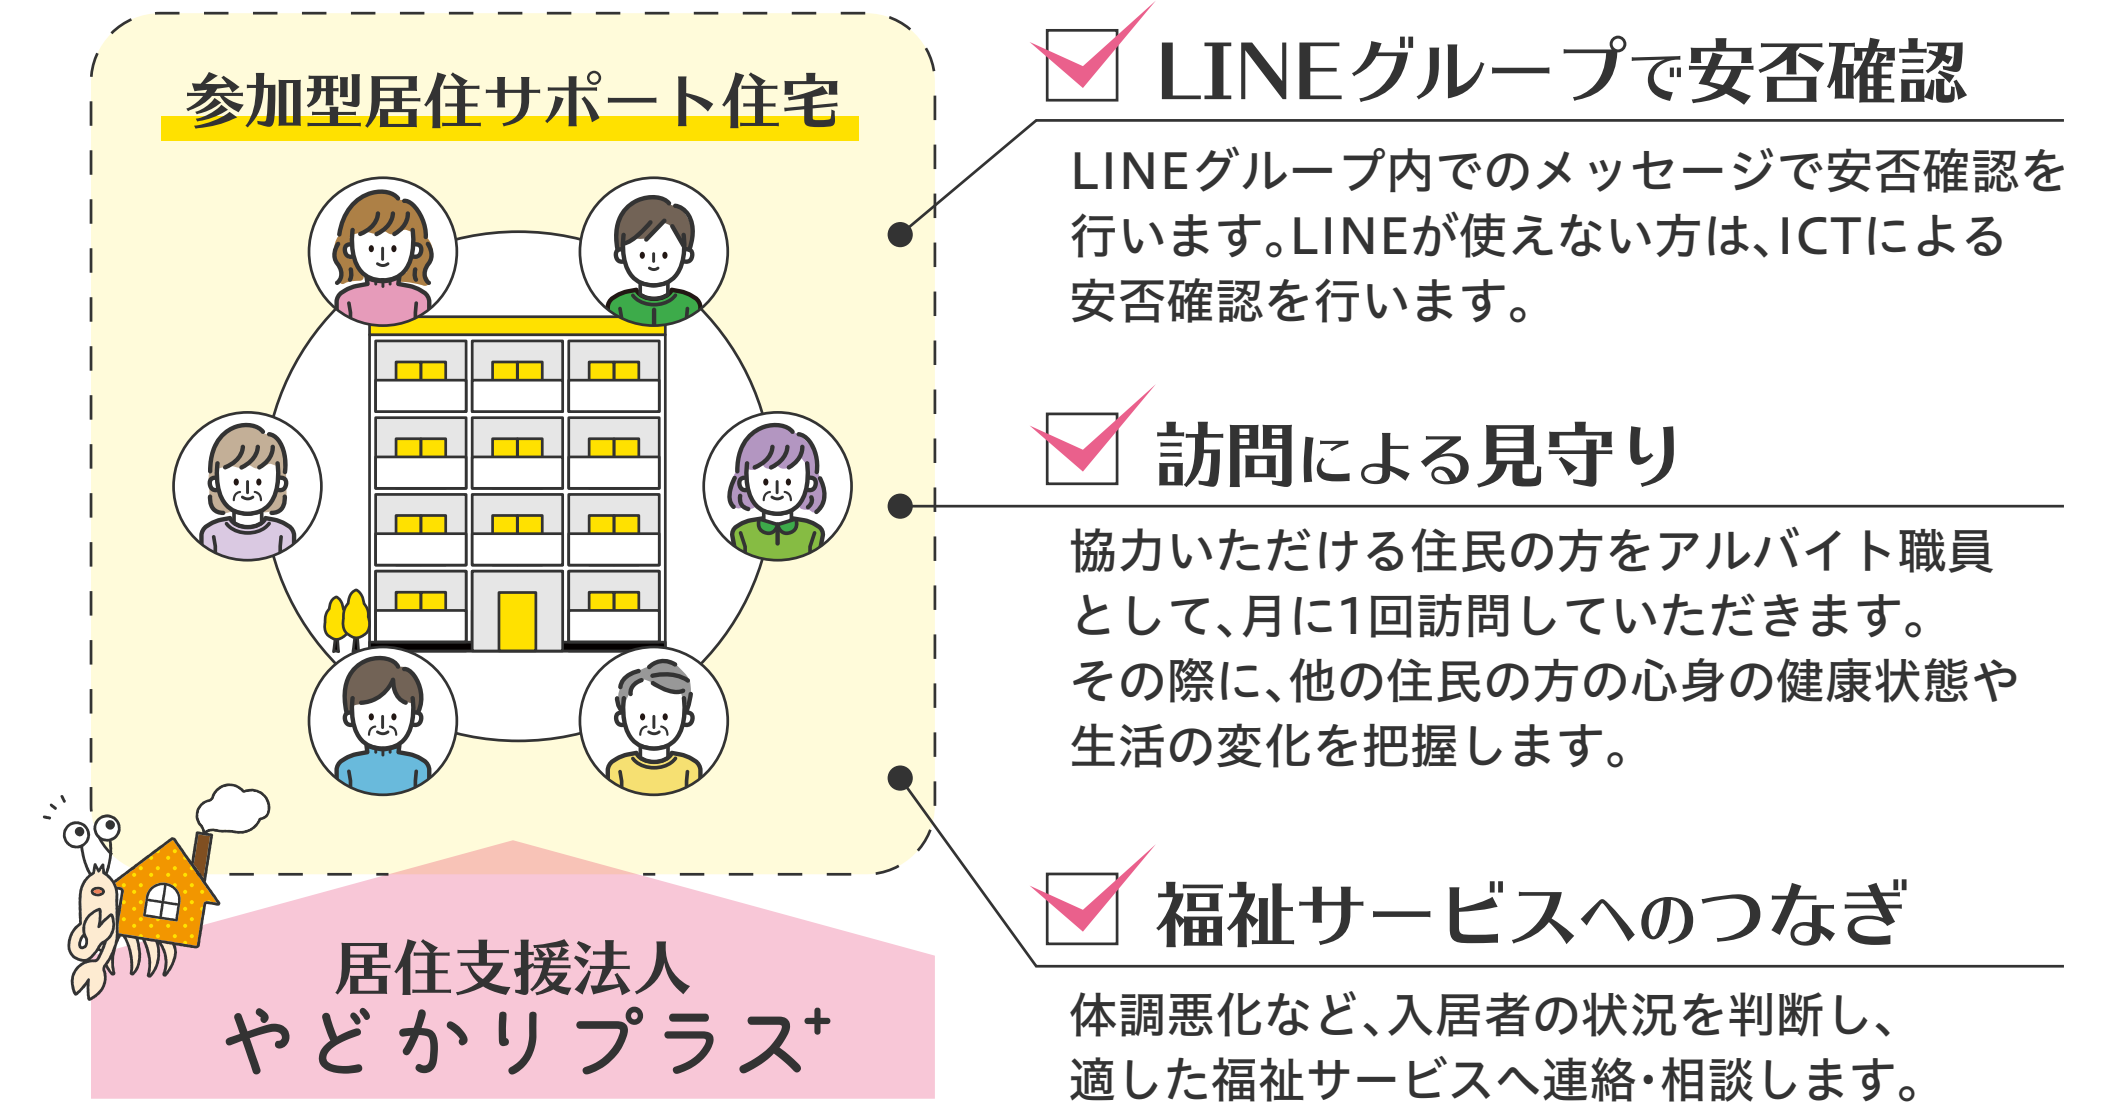 参加型居住サポート住宅
居住支援法人
やどかりプラス+
LINEグループで安否確認
LINEグループ内でのメッセージで安否確認を
行います。LINEが使えない方は、ICTによる
安否確認を行います。
訪問による見守り
協力いただける住民の方をアルバイト職員
として、月に1回訪問していただきます。
その際に、他の住民の方の心身の健康状態や
生活の変化を把握します。
福祉サービスへのつなぎ
体調悪化など、入居者の状況を判断し、
適した福祉サービスへ連絡・相談します。